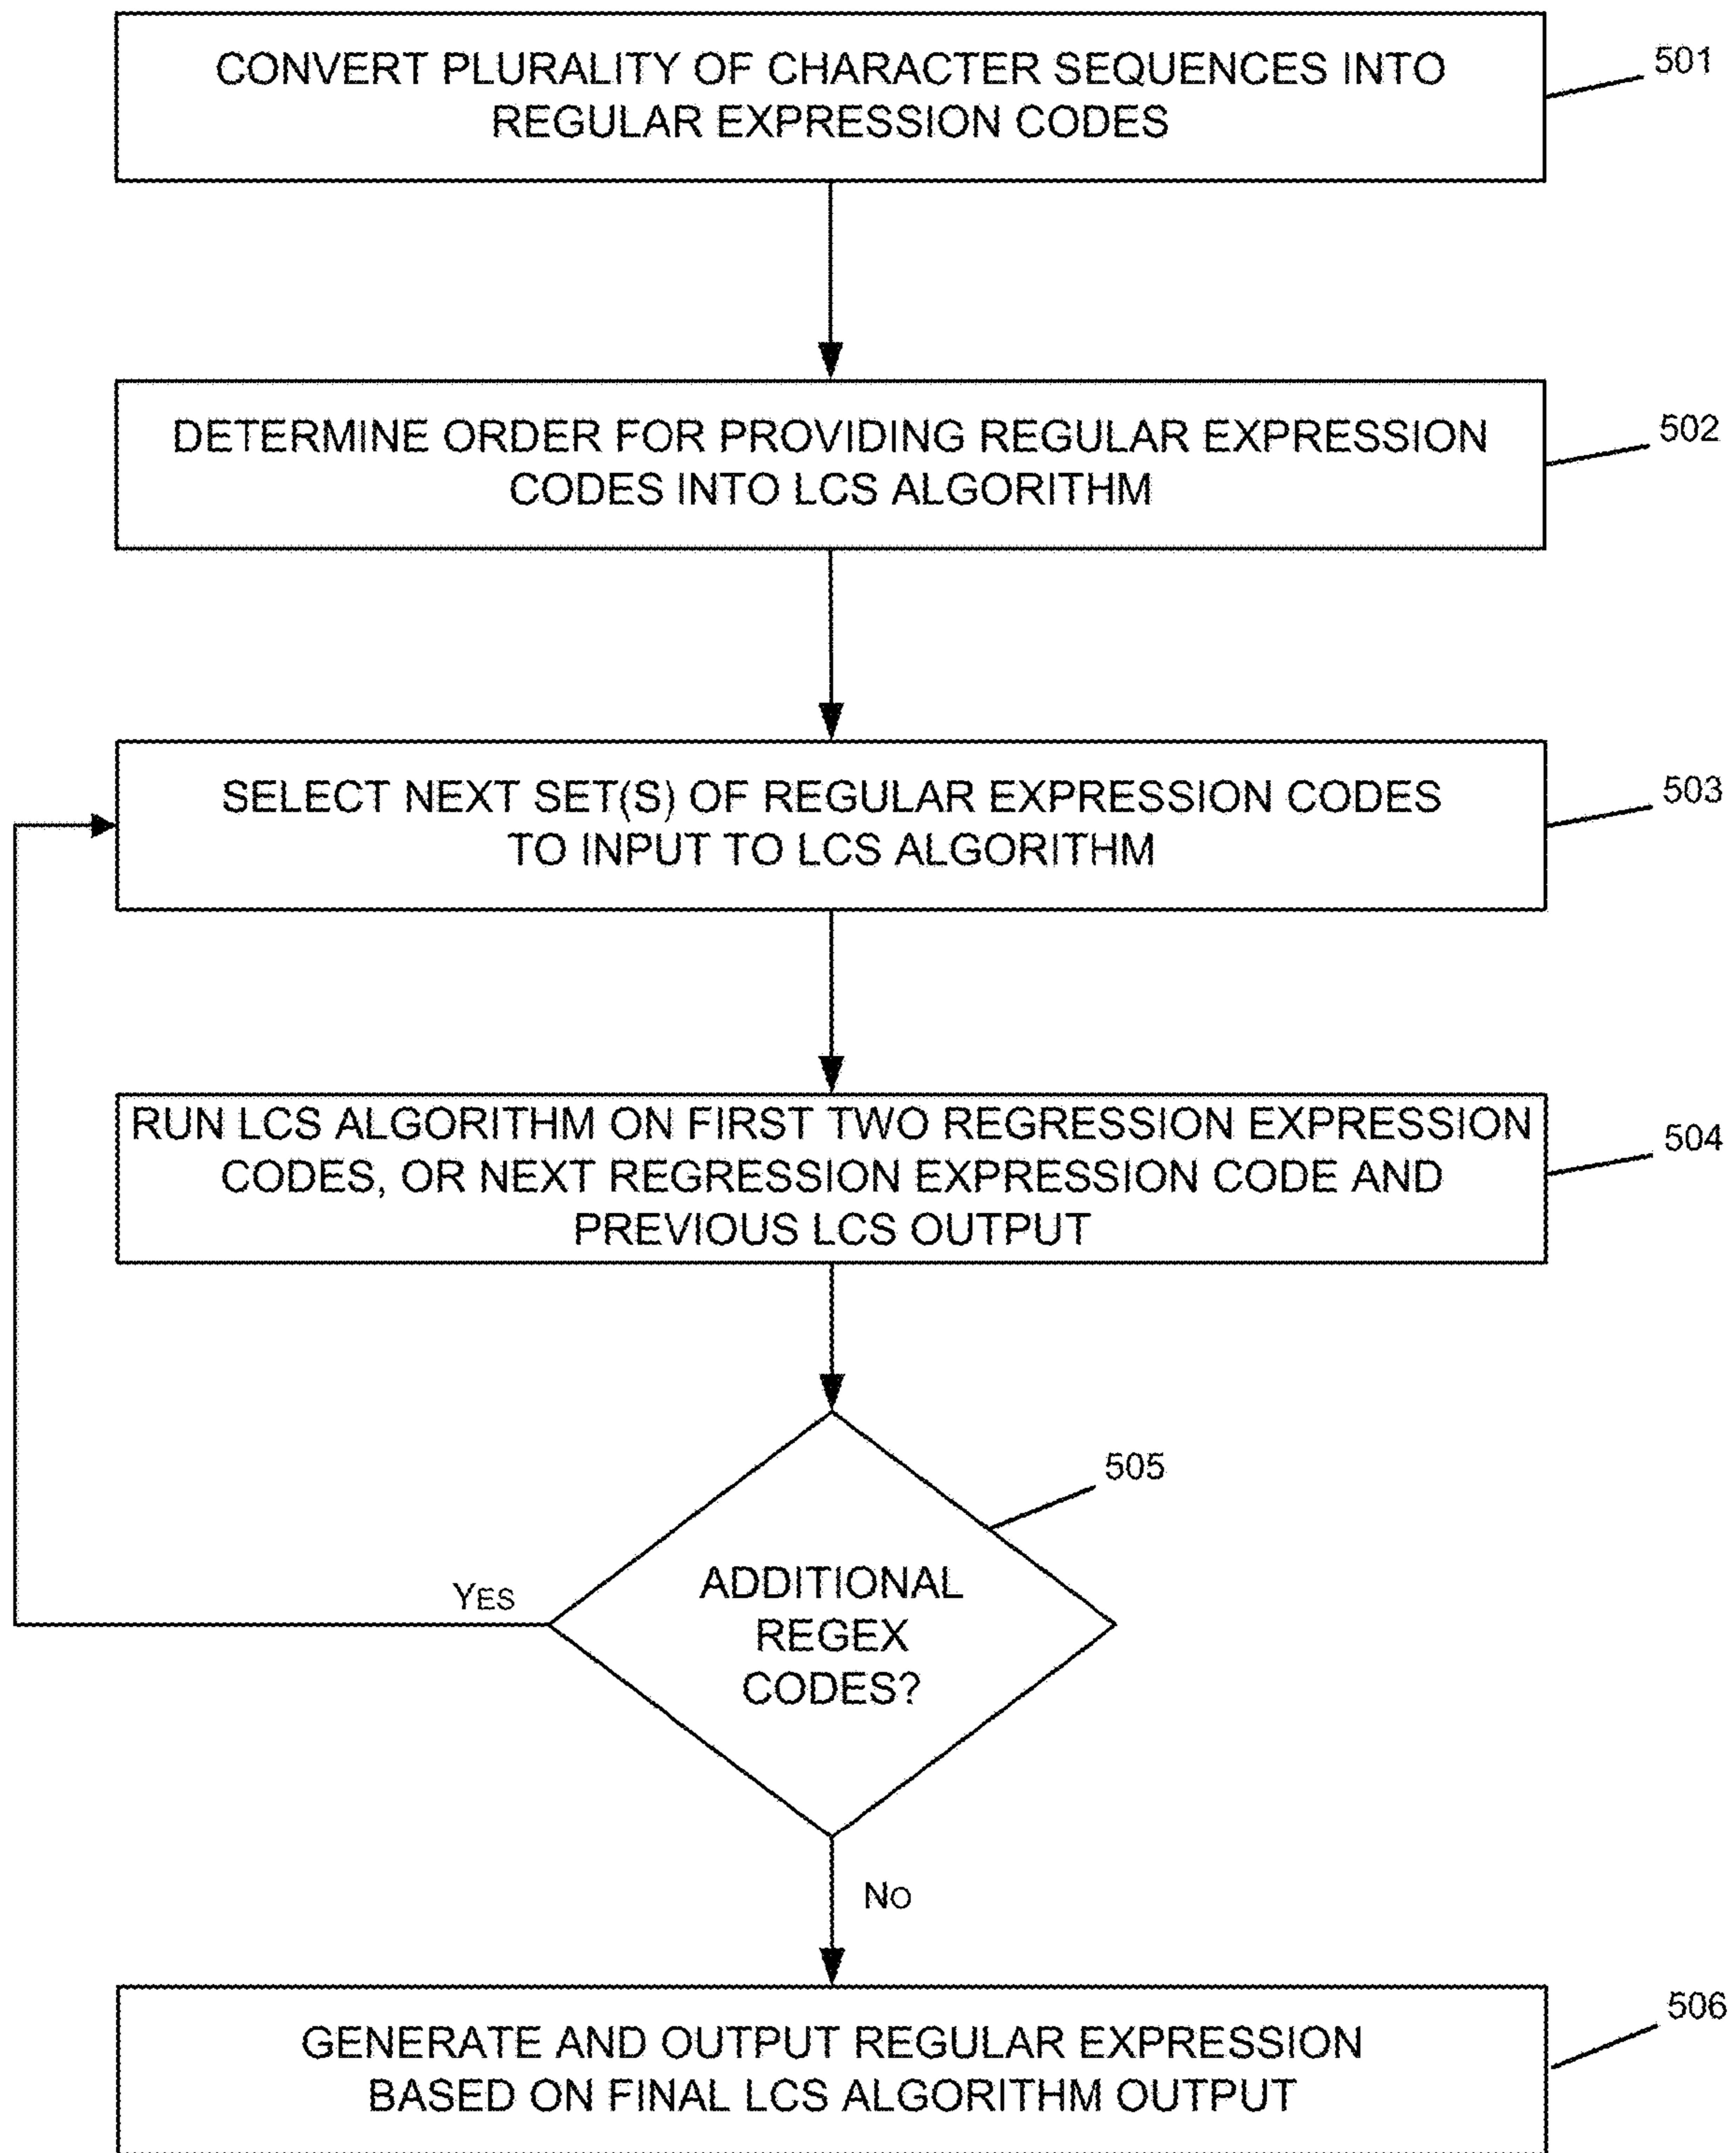 CONVERT PLURALITY OF CHARACTER SEQUENCES INTO
REGULAR EXPRESSION CODES
501
DETERMINE ORDER FOR PROVIDING REGULAR EXPRESSION
CODES INTO LCS ALGORITHM
502
SELECT NEXT SET(S) OF REGULAR EXPRESSION CODES
TO INPUT TO LCS ALGORITHM
503
RUN LCS ALGORITHM ON FIRST TWO REGRESSION EXPRESSION
CODES, OR NEXT REGRESSION EXPRESSION CODE AND
PREVIOUS LCS OUTPUT
504
505
ADDITIONAL
REGEX
CODES?
YES
NO
GENERATE AND OUTPUT REGULAR EXPRESSION
BASED ON FINAL LCS ALGORITHM OUTPUT
506